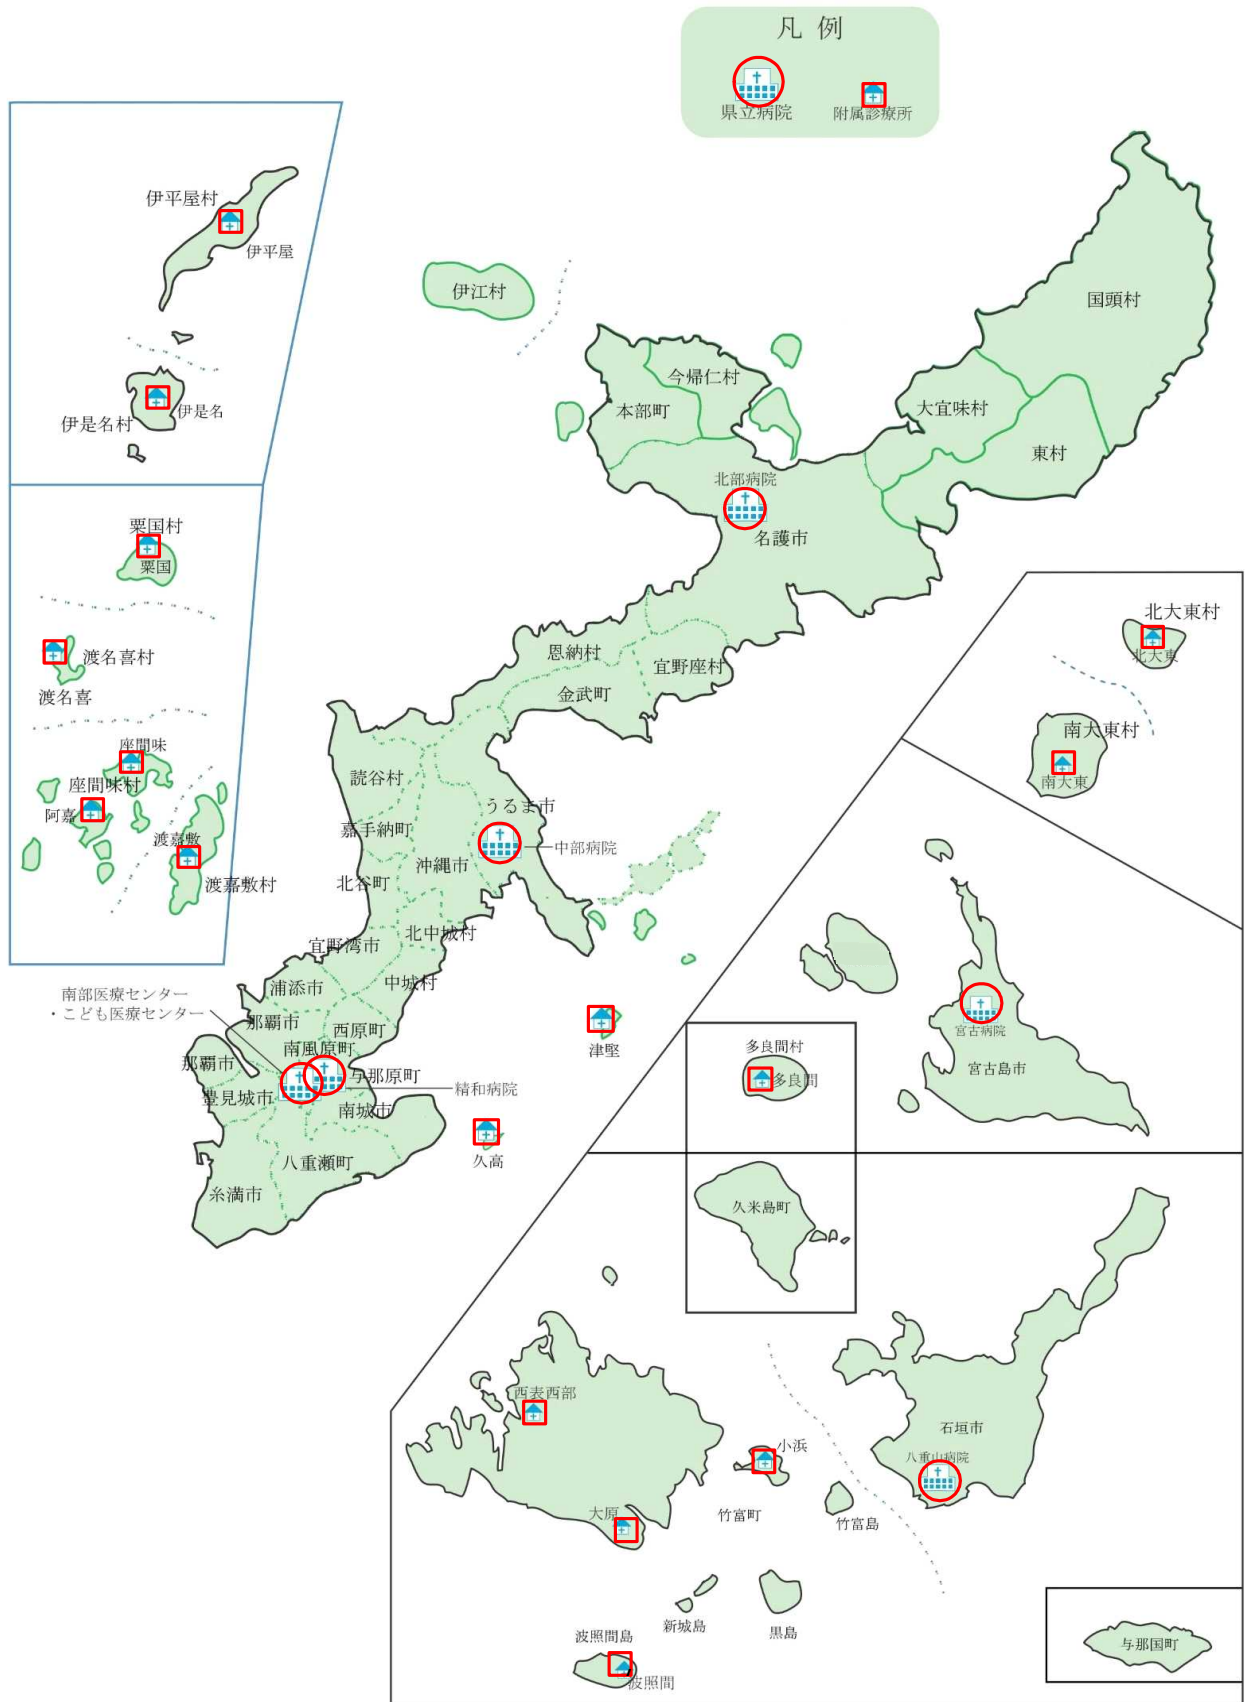 凡 例
県立病院
附属診療所
伊平屋村
伊平屋
伊是名
伊是名村
伊江村
国頭村
今帰仁村
本部町
大宜味村
東村
北部病院
名護市
粟国村
粟国
渡名喜村
渡名喜
座間味
座間味村
阿嘉
渡嘉敷
渡嘉敷村
恩納村
宜野座村
金武町
読谷村
うるま市
嘉手納町
中部病院
沖縄市
北谷町
北中城村
宜野湾市
中城村
浦添市
南部医療センター
・こども医療センター
那覇市
西原町
南風原町
那覇市
与那原町
精和病院
豊見城市
南城市
八重瀬町
糸満市
津堅
久高
北大東村
北大東
南大東村
南大東
宮古病院
宮古島市
多良間村
多良間
久米島町
西表西部
小浜
大原
竹富町
竹富島
石垣市
八重山病院
新城島
黒島
波照間島
波照間
与那国町